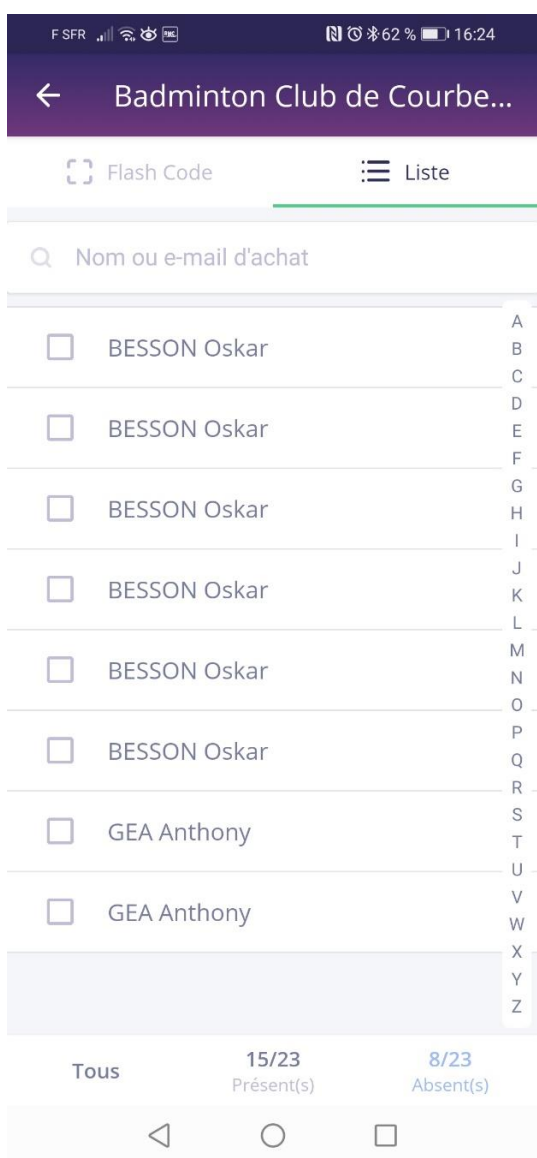 F SFR 62 % 16:24
Badminton Club de Courbe...
Flash Code Liste
Nom ou e-mail d'achat
BESSON Oskar
BESSON Oskar
BESSON Oskar
BESSON Oskar
BESSON Oskar
BESSON Oskar
GEA Anthony
GEA Anthony
A
B
C
D
E
F
G
H
I
J
K
L
M
N
O
P
Q
R
S
T
U
V
W
X
Y
Z
Tous 15/23 8/23
Présent(s) Absent(s)